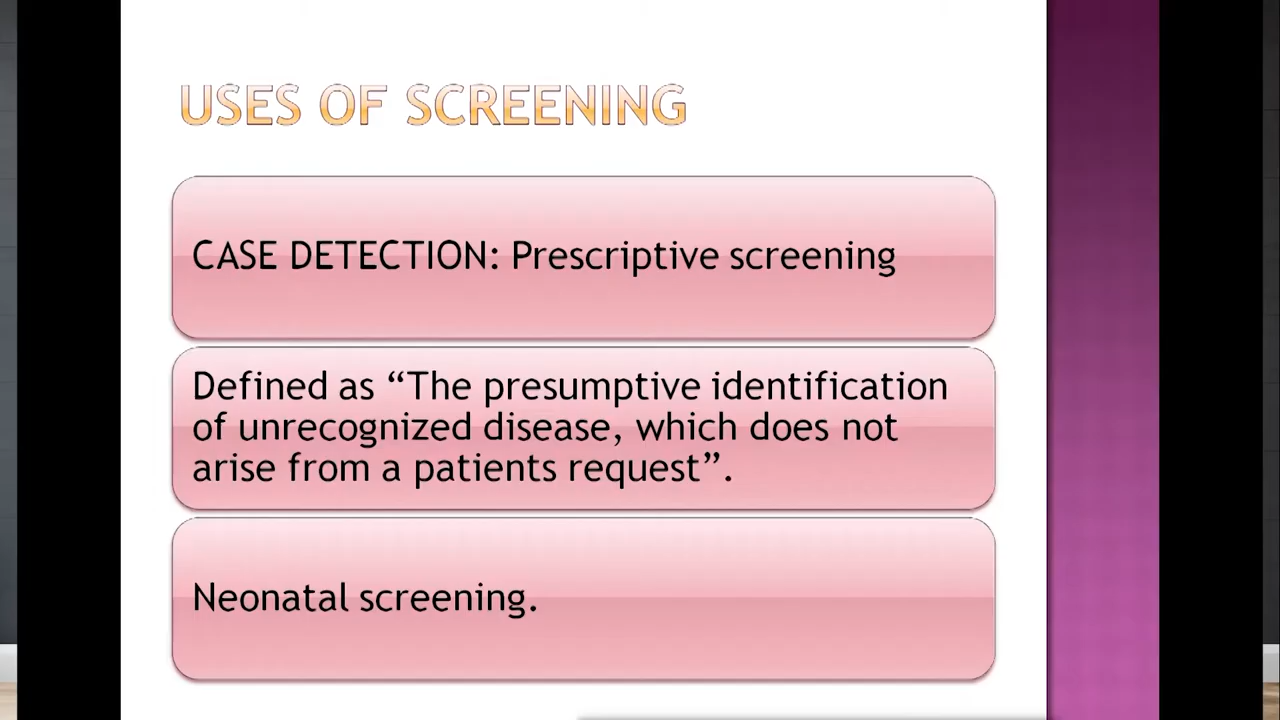 USES OF SCREENING
CASE DETECTION: Prescriptive screening
Defined as “The presumptive identification
of unrecognized disease, which does not
arise from a patients request”.
Neonatal screening.